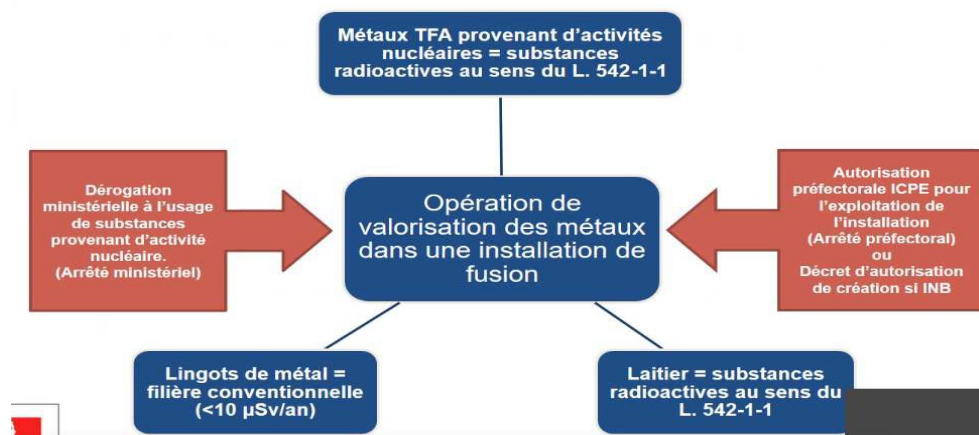 Métaux TFA provenant d'activités
nucléaires = substances
radioactives au sens du L. 542-1-1
Dérogation
ministérielle à l'usage
de substances
provenant d'activité
nucléaire.
(Arrêté ministériel)
Opération de
valorisation des métaux
dans une installation de
fusion
Autorisation
préfectorale ICPE pour
l'exploitation de
l'installation
(Arrêté préfectoral)
ou
Décret d'autorisation
de création si INB
Lingots de métal =
filière conventionnelle
(<10 µSv/an)
Laitier = substances
radioactives au sens du
L. 542-1-1